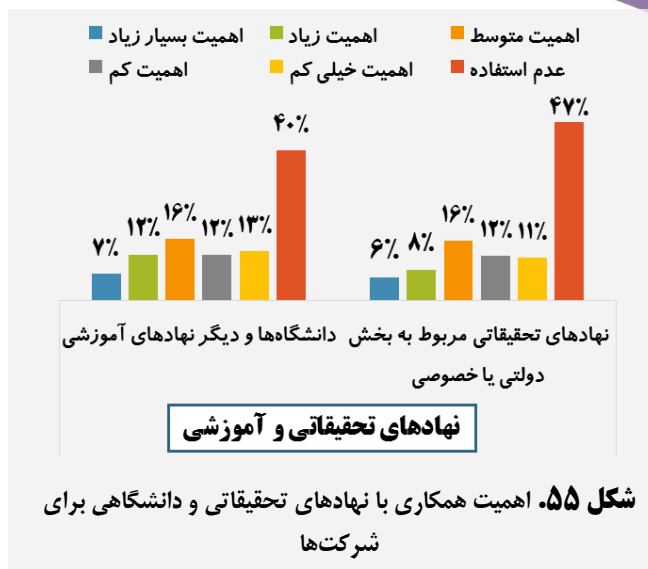 اهمیت بسیار زیاد اهمیت زیاد اهمیت متوسط
اهمیت کم اهمیت خیلی کم عدم استفاده
۷٪ ۱۲٪ ۱۶٪ ۱۲٪ ۱۳٪ ۴۰٪
۶٪ ۸٪ ۱۶٪ ۱۲٪ ۱۱٪ ۴۷٪
دانشگاه‌ها و دیگر نهادهای آموزشی
نهادهای تحقیقاتی مربوط به بخش
دولتی یا خصوصی
نهادهای تحقیقاتی و آموزشی
شکل ۵۵. اهمیت همکاری با نهادهای تحقیقاتی و دانشگاهی برای
شرکت‌ها